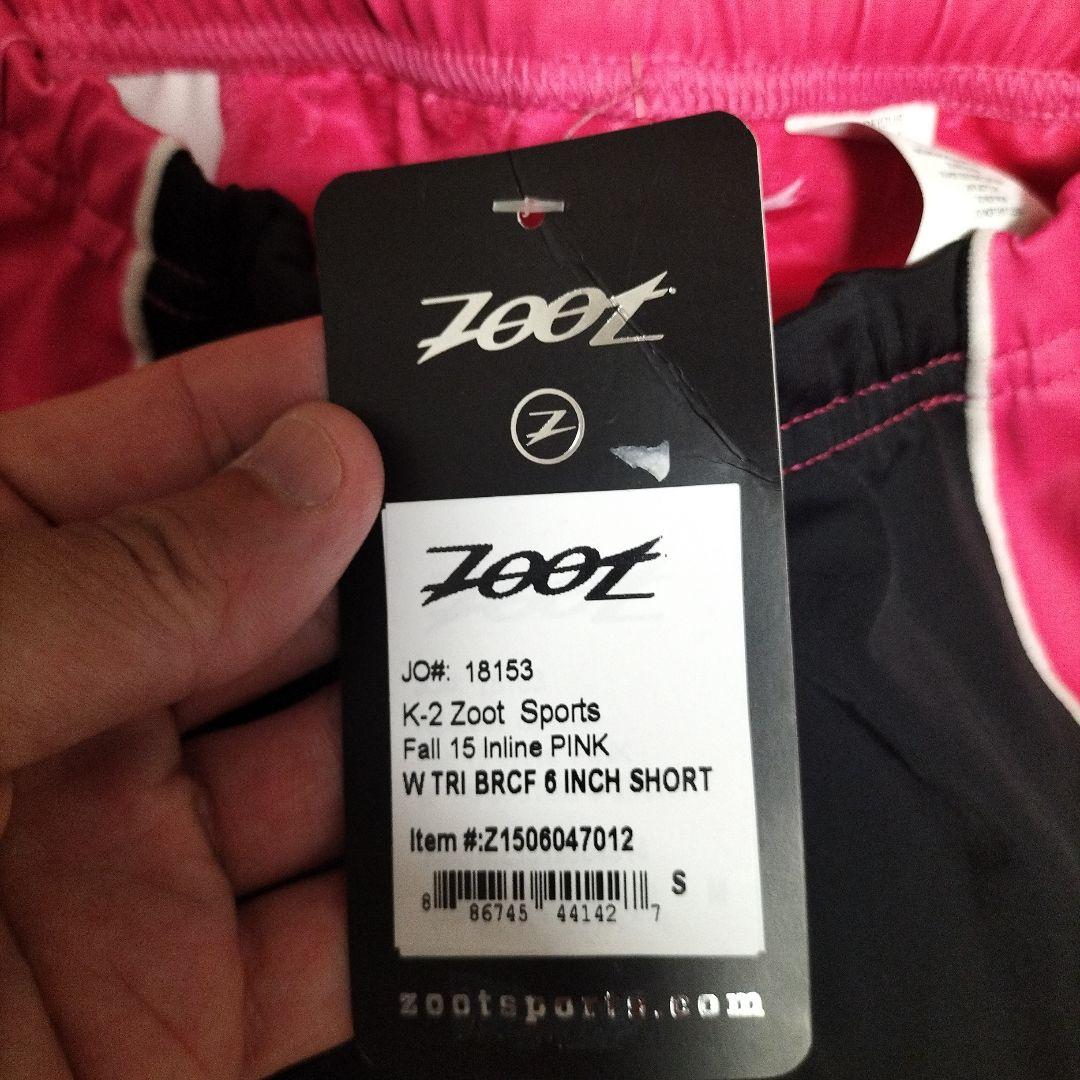 ZOOT
Z
ZOOT
JO#: 18153
K-2 Zoot Sports
Fall 15 Inline PINK
W TRI BRCF 6 INCH SHORT
Item #:Z1506047012
S
8 86745 44142 7
zootsports.com